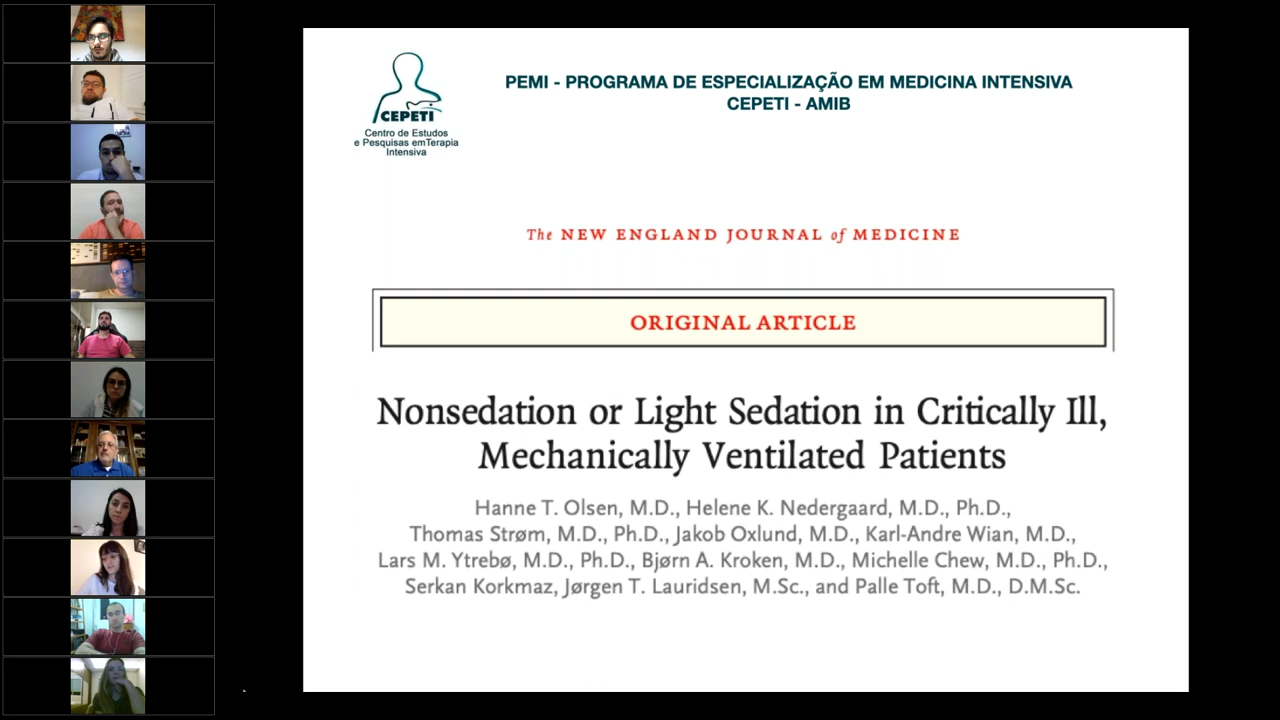 CEPETI
Centro de Estudos
e Pesquisas emTerapia
Intensiva
PEMI - PROGRAMA DE ESPECIALIZAÇÃO EM MEDICINA INTENSIVA
CEPETI - AMIB
The NEW ENGLAND JOURNAL of MEDICINE
ORIGINAL ARTICLE
Nonsedation or Light Sedation in Critically Ill,
Mechanically Ventilated Patients
Hanne T. Olsen, M.D., Helene K. Nedergaard, M.D., Ph.D.,
Thomas Strøm, M.D., Ph.D., Jakob Oxlund, M.D., Karl-Andre Wian, M.D.,
Lars M. Ytrebø, M.D., Ph.D., Bjørn A. Kroken, M.D., Michelle Chew, M.D., Ph.D.,
Serkan Korkmaz, Jørgen T. Lauridsen, M.Sc., and Palle Toft, M.D., D.M.Sc.